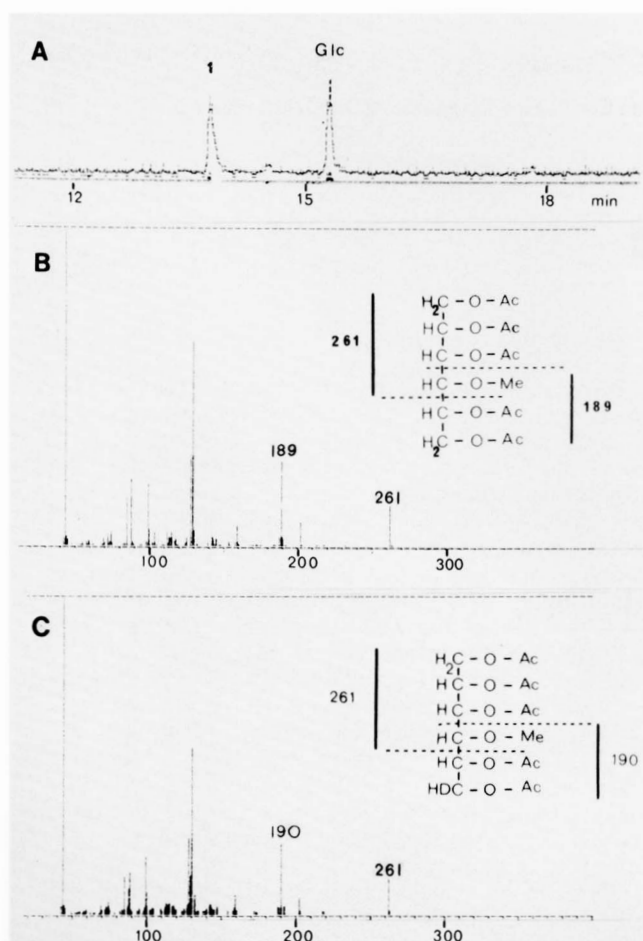 A
1
Glc
12
15
18
min
B
261
H2C – O – Ac
HC – O – Ac
HC – O – Ac
HC – O – Me
HC – O – Ac
H2C – O – Ac
189
189
261
100
200
300
C
261
H2C – O – Ac
HC – O – Ac
HC – O – Ac
HC – O – Me
HC – O – Ac
HDC – O – Ac
190
190
261
100
200
300